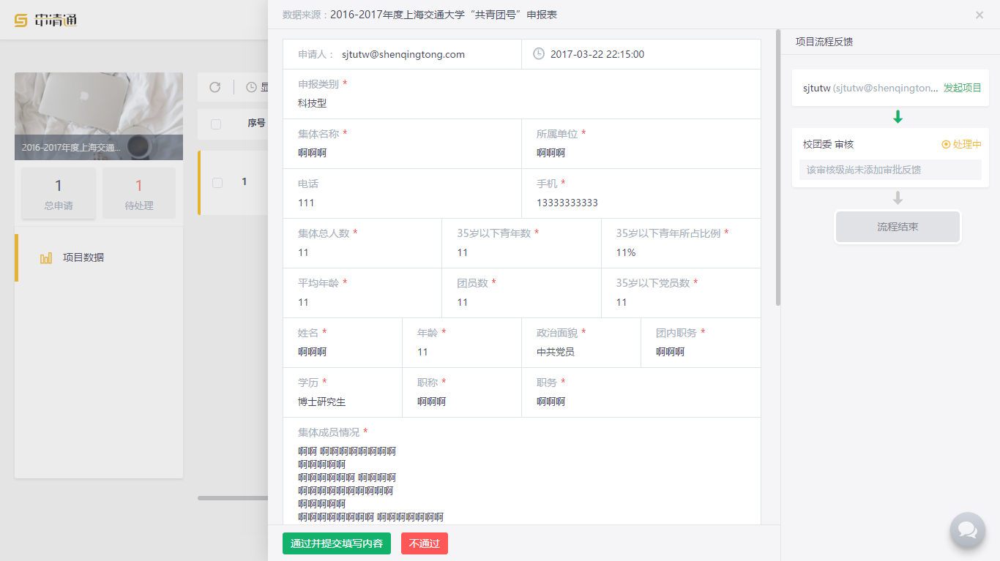 申请通
数据来源：2016-2017年度上海交通大学“共青团号”申报表
2016-2017年度上海交通...
1
总申请
1
待处理
项目数据
显
序号
1
申请人： sjtutw@shenqingtong.com
2017-03-22 22:15:00
申报类别 *
科技型
集体名称 *
啊啊啊
所属单位 *
啊啊啊
电话
111
手机 *
13333333333
集体总人数 *
11
35岁以下青年数 *
11
35岁以下青年所占比例 *
11%
平均年龄 *
11
团员数 *
11
35岁以下党员数 *
11
姓名 *
啊啊啊
年龄 *
11
政治面貌 *
中共党员
团内职务 *
啊啊啊
学历 *
博士研究生
职称 *
啊啊啊
职务 *
啊啊啊
集体成员情况 *
啊啊 啊啊啊啊啊啊啊啊
啊啊啊啊啊
啊啊啊啊啊啊 啊啊啊啊
啊啊啊啊啊啊啊啊啊啊
啊啊啊啊啊
啊啊啊啊啊啊啊啊 啊啊啊啊啊啊啊
通过并提交填写内容
不通过
项目流程反馈
sjtutw (sjtutw@shenqington... 发起项目
校团委 审核
处理中
该审核级尚未添加审批反馈
流程结束